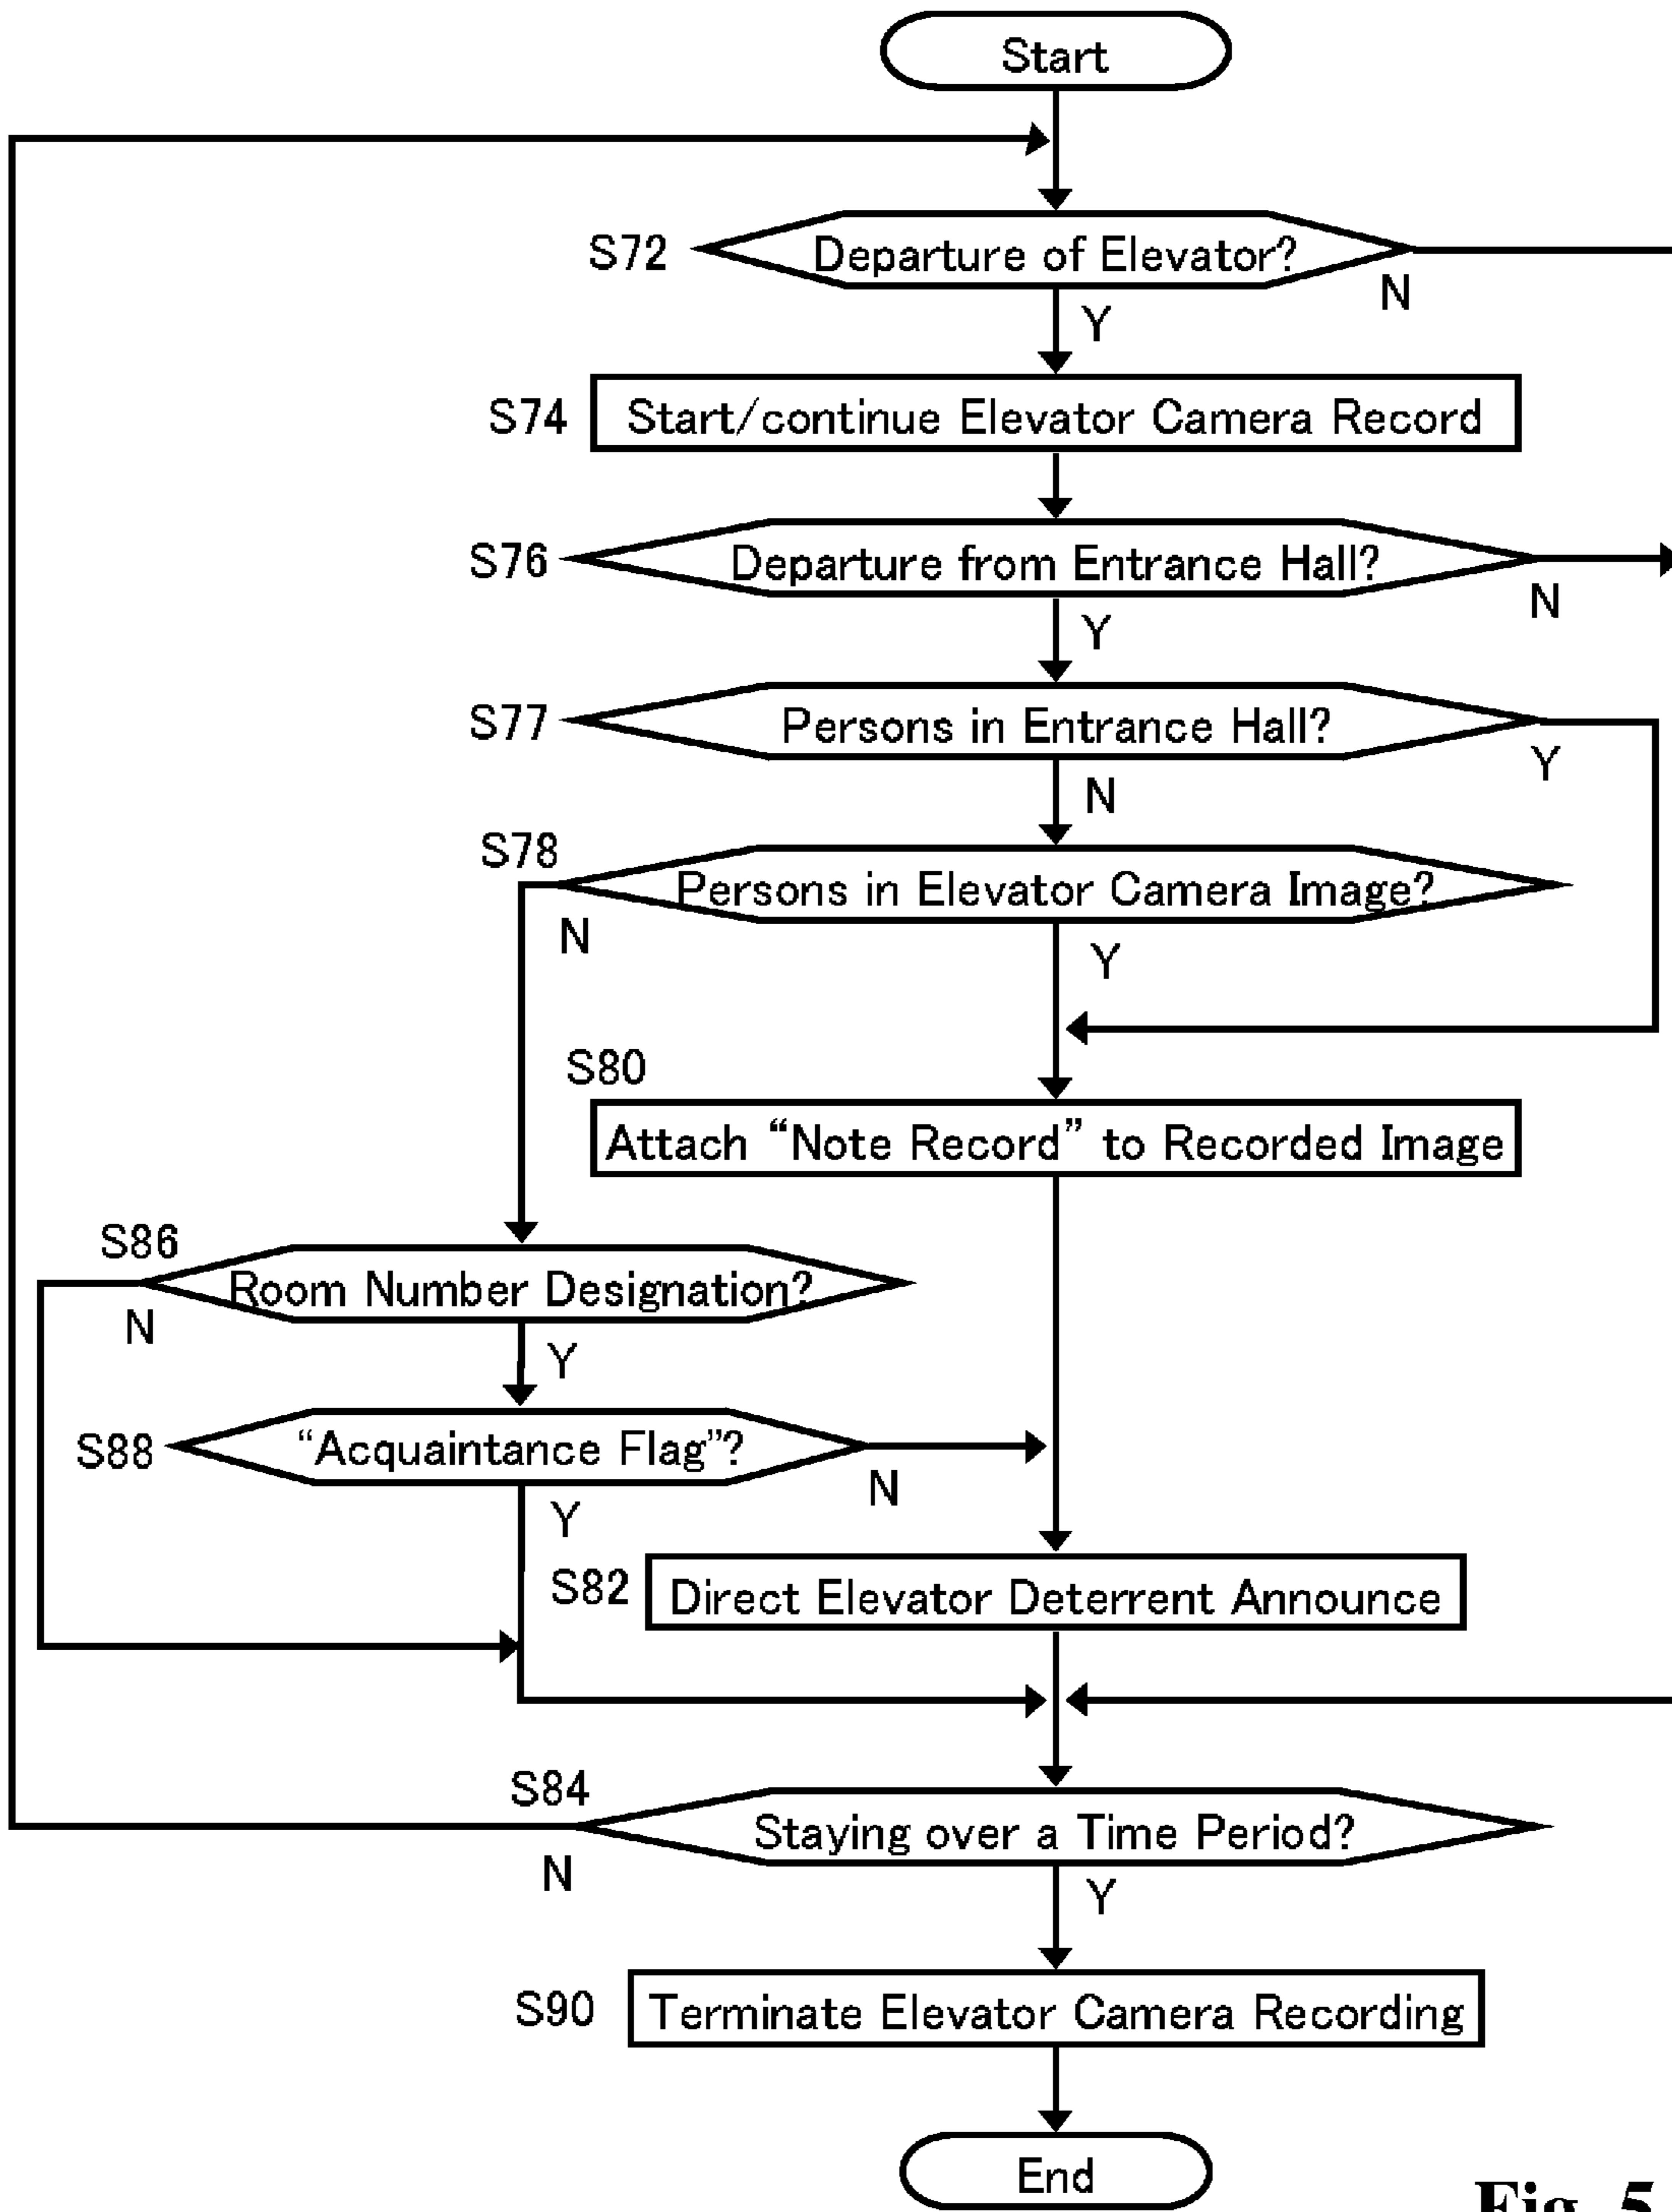 Start
S72
Departure of Elevator?
N
Y
S74
Start/continue Elevator Camera Record
S76
Departure from Entrance Hall?
N
Y
S77
Persons in Entrance Hall?
Y
N
S78
Persons in Elevator Camera Image?
N
Y
S80
Attach “Note Record” to Recorded Image
S86
Room Number Designation?
N
Y
S88
“Acquaintance Flag”?
N
Y
S82
Direct Elevator Deterrent Announce
S84
Staying over a Time Period?
N
Y
S90
Terminate Elevator Camera Recording
End
Fig. 5